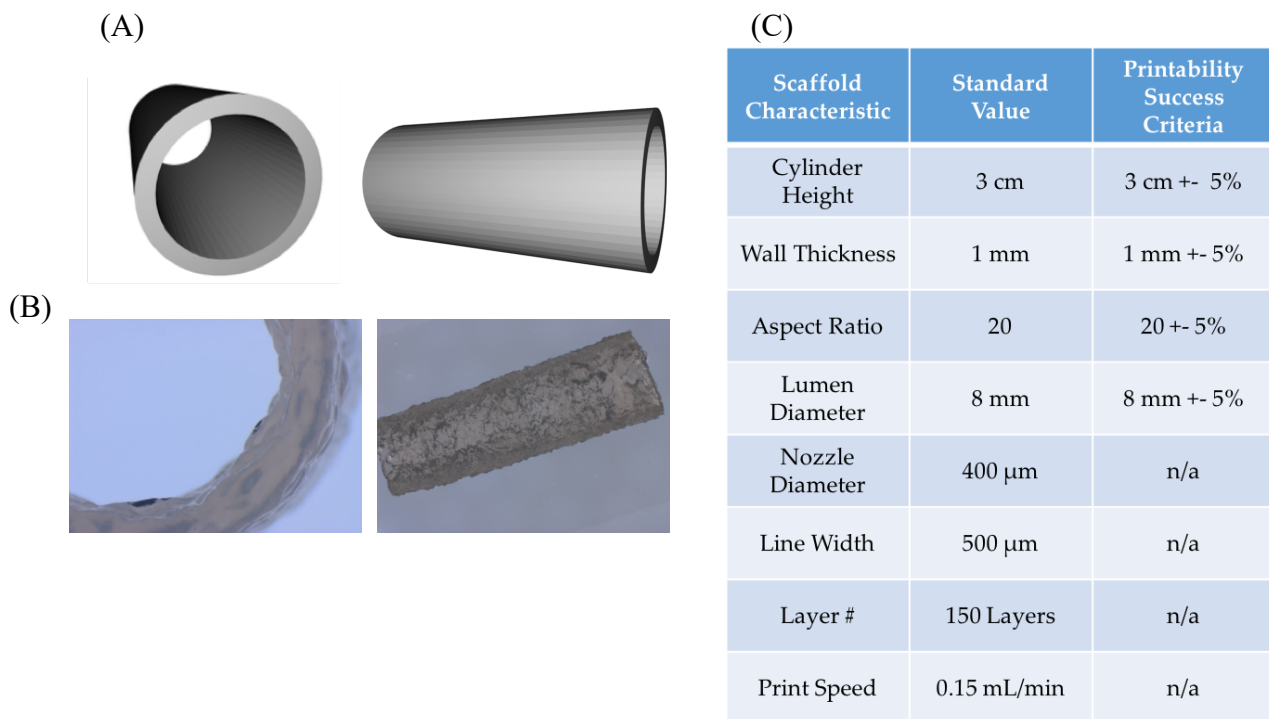 (A)
(B)
(C)
Scaffold
Characteristic
Standard
Value
Printability
Success
Criteria
Cylinder
Height
3 cm
3 cm +-  5%
Wall Thickness
1 mm
1 mm +- 5%
Aspect Ratio
20
20 +- 5%
Lumen
Diameter
8 mm
8 mm +- 5%
Nozzle
Diameter
400 μm
n/a
Line Width
500 μm
n/a
Layer #
150 Layers
n/a
Print Speed
0.15 mL/min
n/a